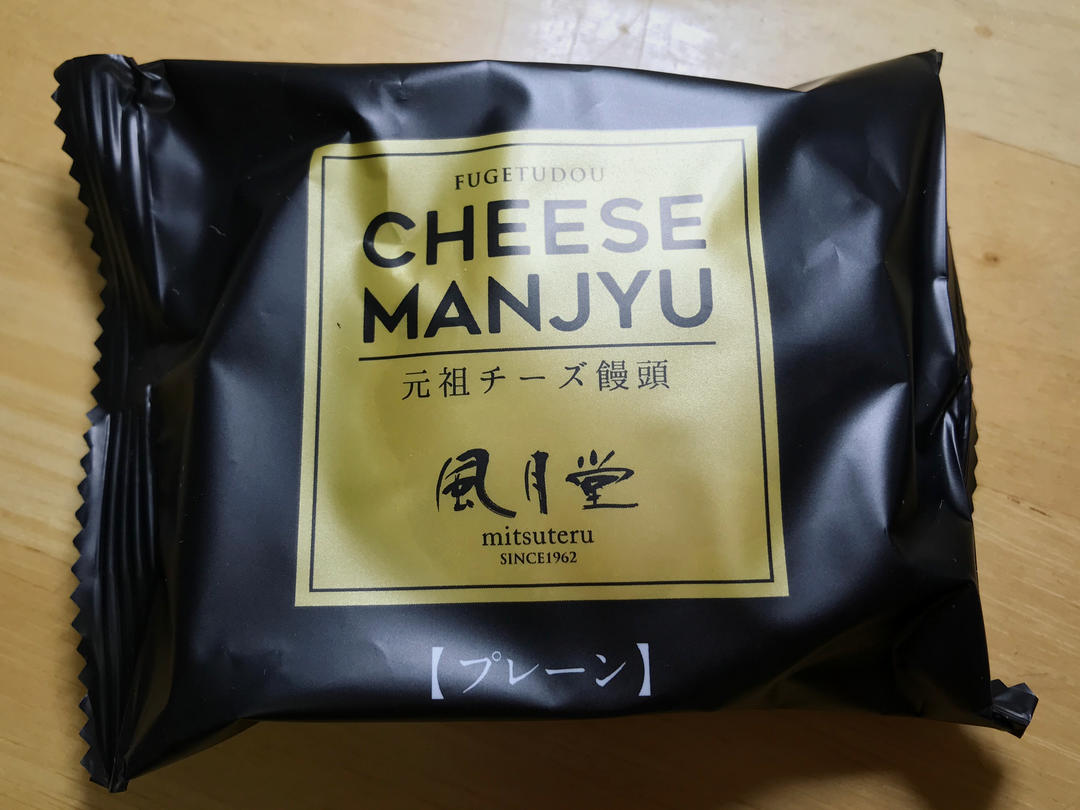 FUGETUDOU
CHEESE
MANJYU
元祖チーズ饅頭
風月堂
mitsuteru
SINCE1962
【プレーン】